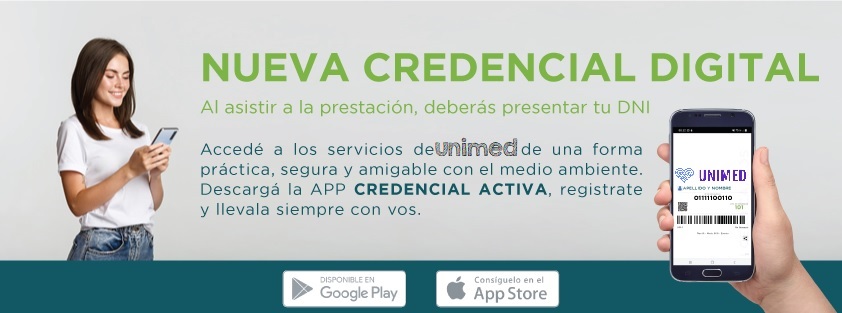 NUEVA CREDENCIAL DIGITAL
Al asistir a la prestación, deberás presentar tu DNI
Accedé a los servicios de unimed de una forma
práctica, segura y amigable con el medio ambiente.
Descargá la APP CREDENCIAL ACTIVA, registrate
y llevala siempre con vos.
UNIMED
APELLIDO Y NOMBRE
01111100110
101
DISPONIBLE EN
Google Play
Consíguelo en el
App Store